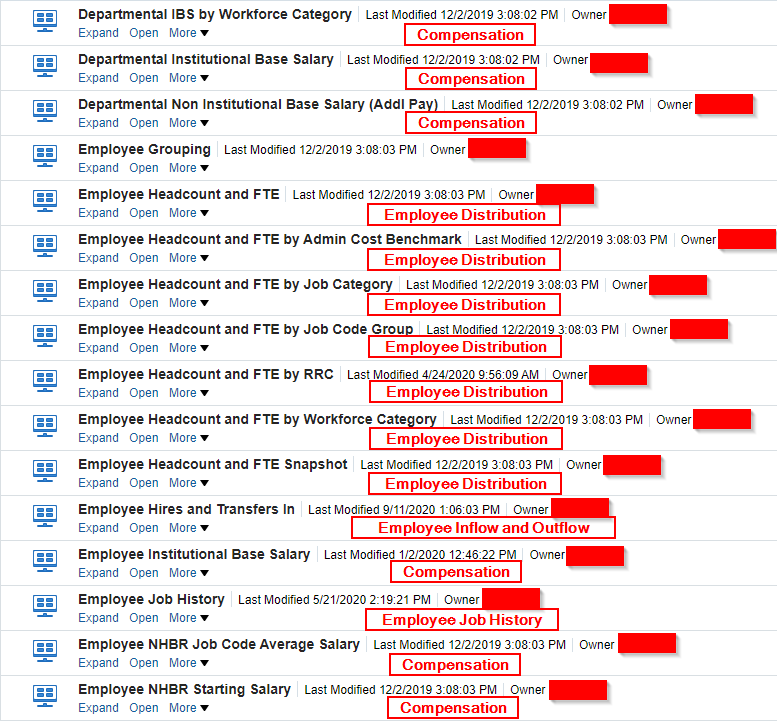 Departmental IBS by Workforce Category Last Modified 12/2/2019 3:08:02 PM Owner
Expand Open More Compensation
Departmental Institutional Base Salary Last Modified 12/2/2019 3:08:02 PM Owner
Expand Open More Compensation
Departmental Non Institutional Base Salary (Addl Pay) Last Modified 12/2/2019 3:08:02 PM Owner
Expand Open More Compensation
Employee Grouping Last Modified 12/2/2019 3:08:03 PM Owner
Expand Open More
Employee Headcount and FTE Last Modified 12/2/2019 3:08:03 PM Owner
Expand Open More Employee Distribution
Employee Headcount and FTE by Admin Cost Benchmark Last Modified 12/2/2019 3:08:03 PM Owner
Expand Open More Employee Distribution
Employee Headcount and FTE by Job Category Last Modified 12/2/2019 3:08:03 PM Owner
Expand Open More Employee Distribution
Employee Headcount and FTE by Job Code Group Last Modified 12/2/2019 3:08:03 PM Owner
Expand Open More Employee Distribution
Employee Headcount and FTE by RRC Last Modified 4/24/2020 9:56:09 AM Owner
Expand Open More Employee Distribution
Employee Headcount and FTE by Workforce Category Last Modified 12/2/2019 3:08:03 PM Owner
Expand Open More Employee Distribution
Employee Headcount and FTE Snapshot Last Modified 12/2/2019 3:08:03 PM Owner
Expand Open More Employee Distribution
Employee Hires and Transfers In Last Modified 9/11/2020 1:06:03 PM Owner
Expand Open More Employee Inflow and Outflow
Employee Institutional Base Salary Last Modified 1/2/2020 12:46:22 PM Owner
Expand Open More Compensation
Employee Job History Last Modified 5/21/2020 2:19:21 PM Owner
Expand Open More Employee Job History
Employee NHBR Job Code Average Salary Last Modified 12/2/2019 3:08:03 PM Owner
Expand Open More Compensation
Employee NHBR Starting Salary Last Modified 12/2/2019 3:08:03 PM Owner
Expand Open More Compensation